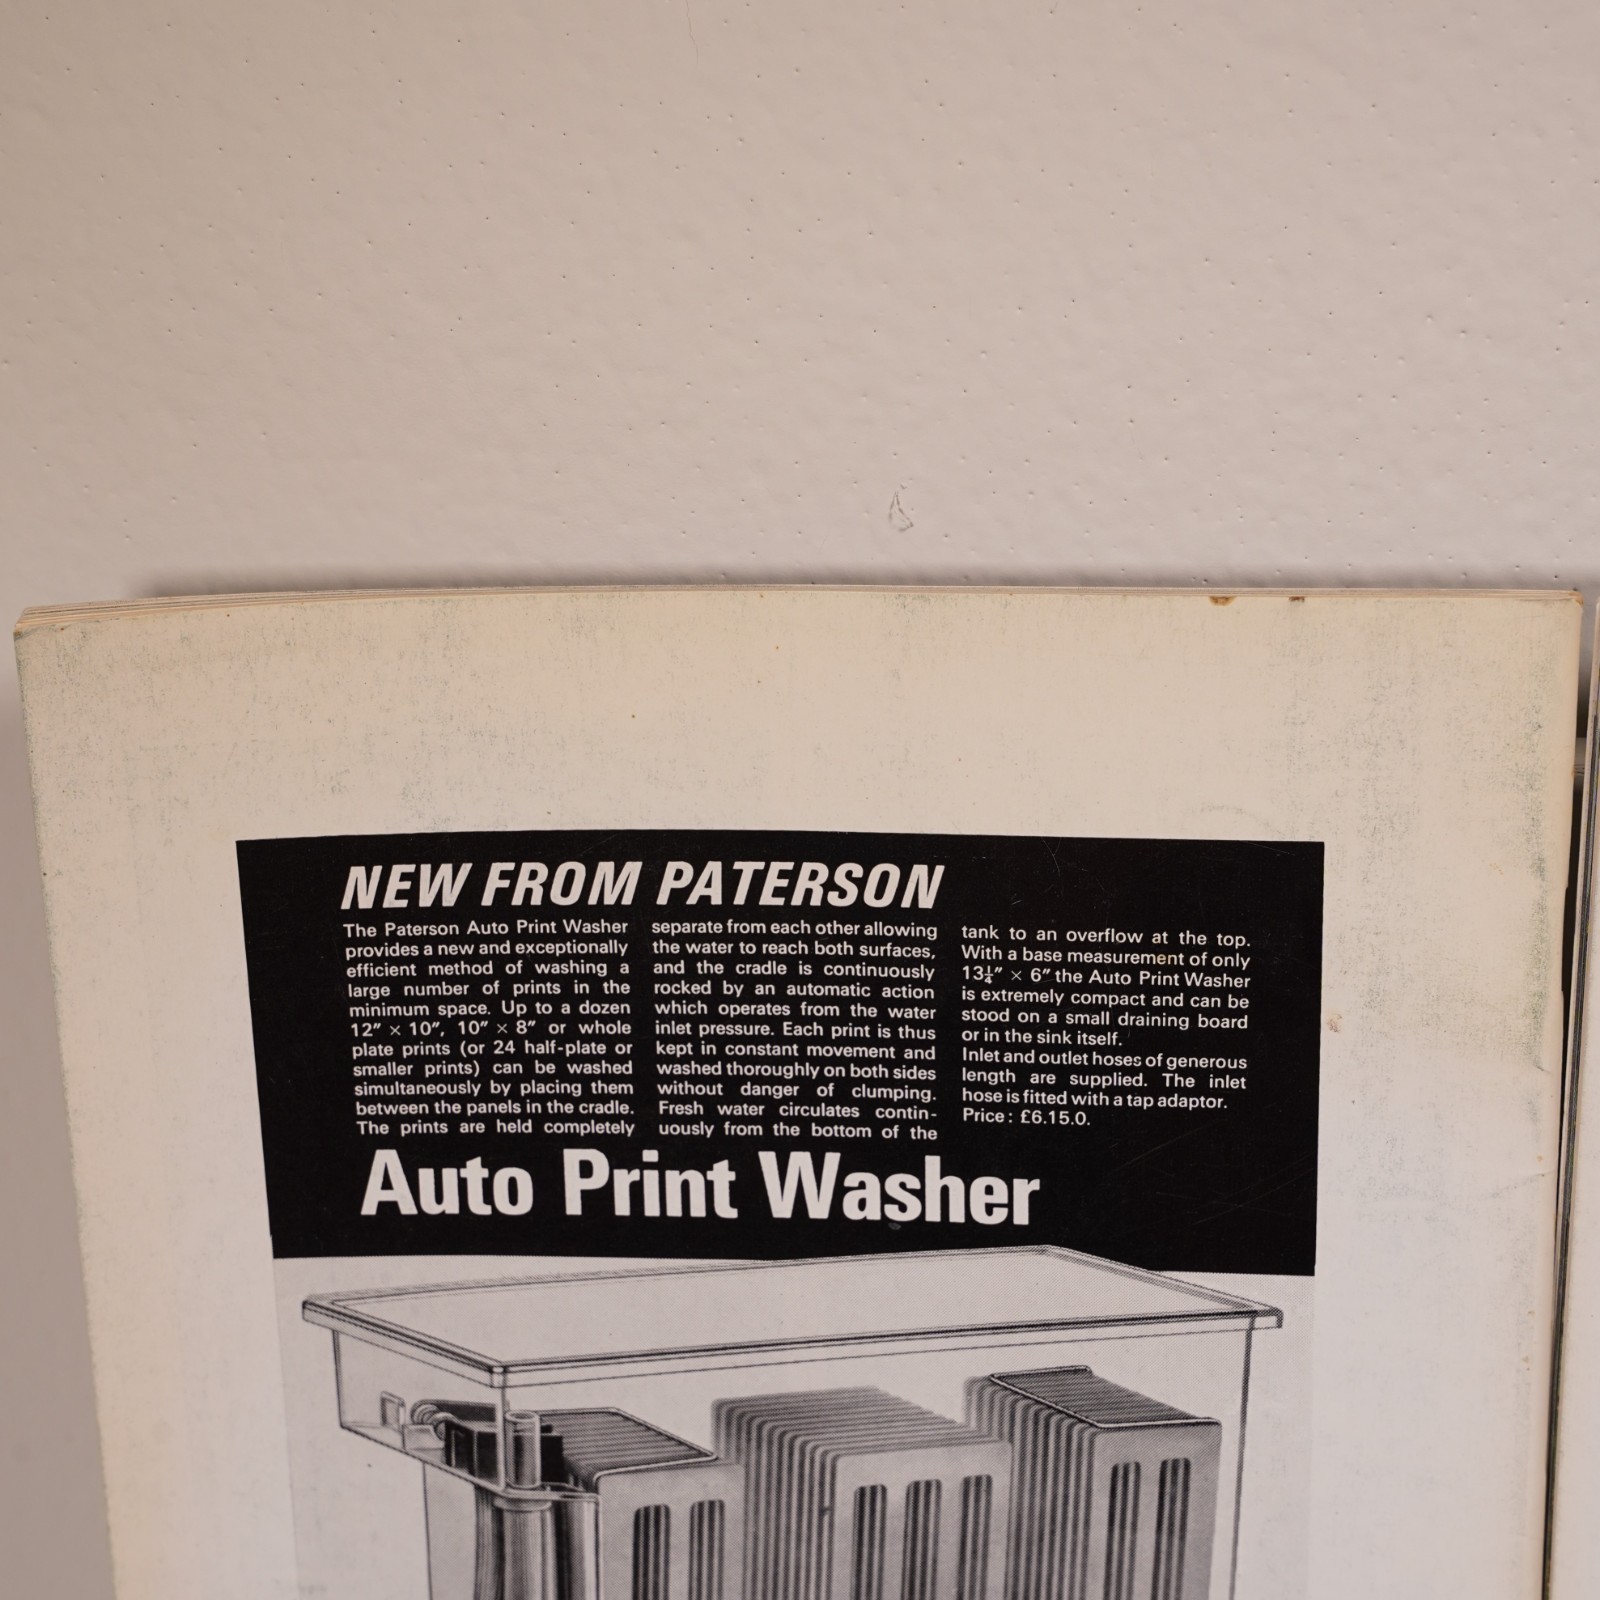 NEW FROM PATERSON
The Paterson Auto Print Washer
provides a new and exceptionally
efficient method of washing a
large number of prints in the
minimum space. Up to a dozen
12″ × 10″, 10″ × 8″ or whole
plate prints (or 24 half-plate or
smaller prints) can be washed
simultaneously by placing them
between the panels in the cradle.
The prints are held completely
separate from each other allowing
the water to reach both surfaces,
and the cradle is continuously
rocked by an automatic action
which operates from the water
inlet pressure. Each print is thus
kept in constant movement and
washed thoroughly on both sides
without danger of clumping.
Fresh water circulates contin-
uously from the bottom of the
tank to an overflow at the top.
With a base measurement of only
13¼″ × 6″ the Auto Print Washer
is extremely compact and can be
stood on a small draining board
or in the sink itself.
Inlet and outlet hoses of generous
length are supplied. The inlet
hose is fitted with a tap adaptor.
Price: £6.15.0.
Auto Print Washer